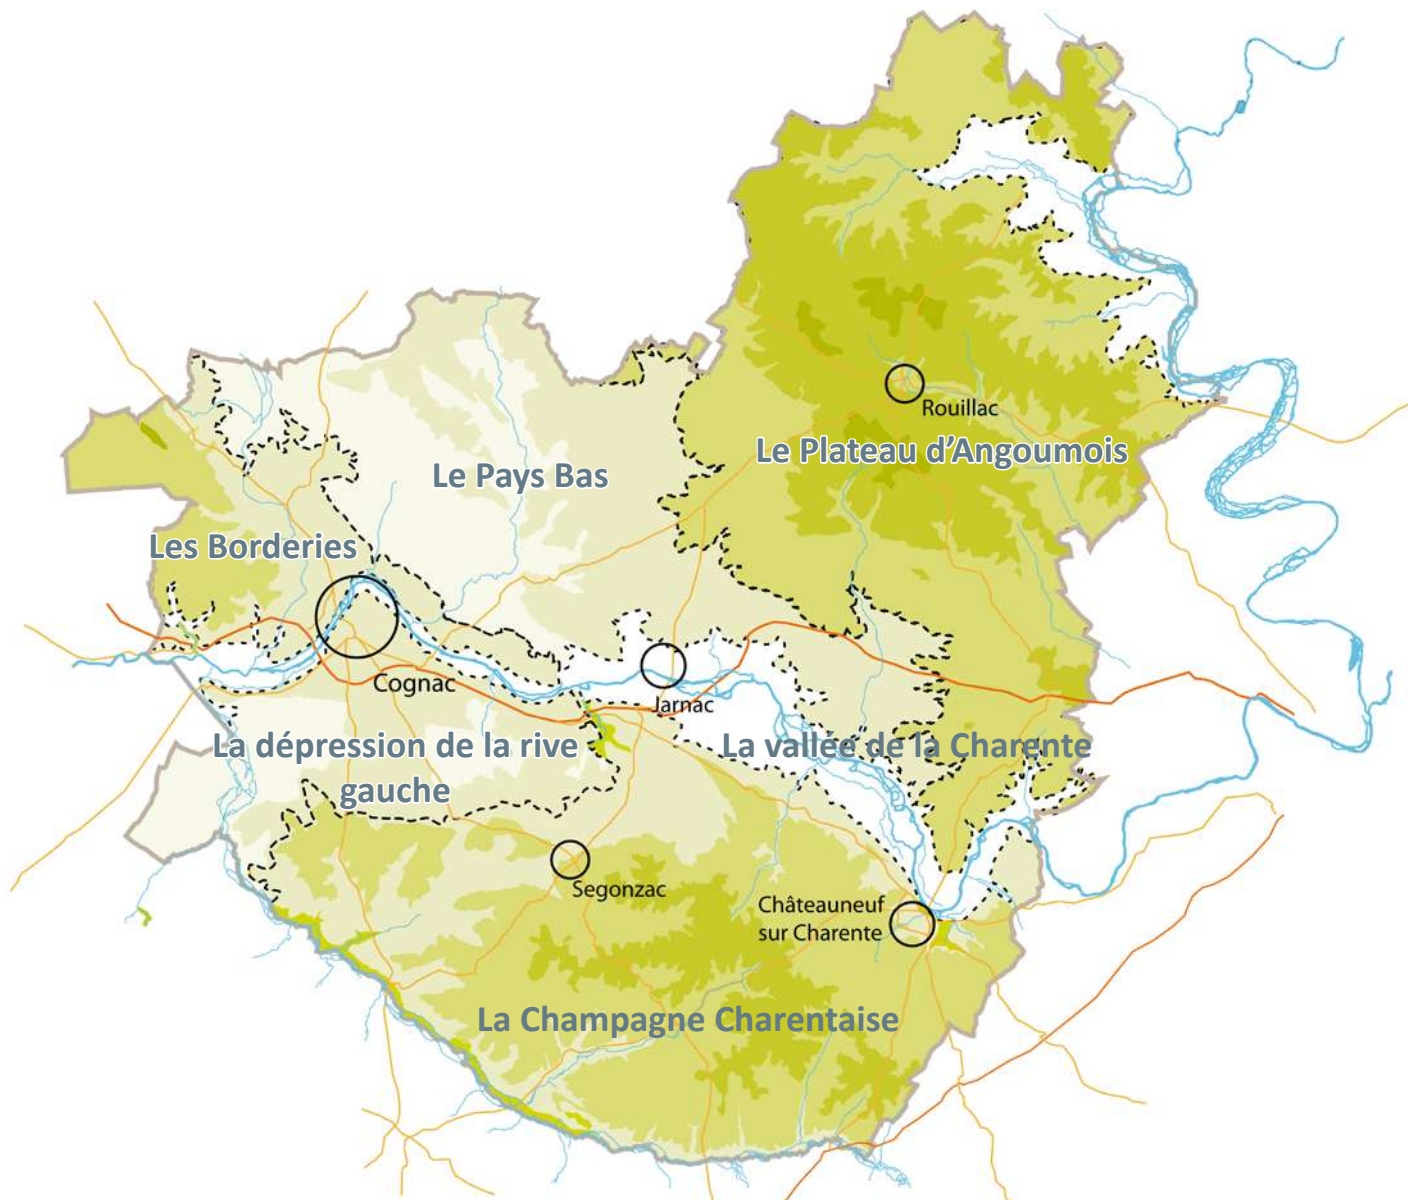 Rouillac
Le Plateau d’Angoumois
Le Pays Bas
Les Borderies
Cognac
Jarnac
La dépression de la rive
gauche
La vallée de la Charente
Segonzac
Châteauneuf
sur Charente
La Champagne Charentaise